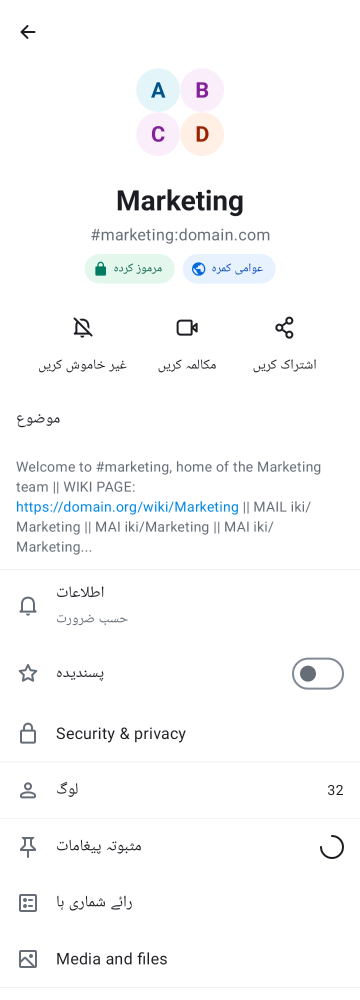 A B
C D
Marketing
#marketing:domain.com
مرموز کردہ
عوامی کمرہ
غیر خاموش کریں
مکالمہ کریں
اشتراک کریں
موضوع
Welcome to #marketing, home of the Marketing
team || WIKI PAGE:
https://domain.org/wiki/Marketing || MAIL iki/
Marketing || MAI iki/Marketing || MAI iki/
Marketing...
اطلاعات
حسب ضرورت
پسندیدہ
Security & privacy
لوگ 32
مثبوتہ پیغامات
رائے شماری ہا
Media and files